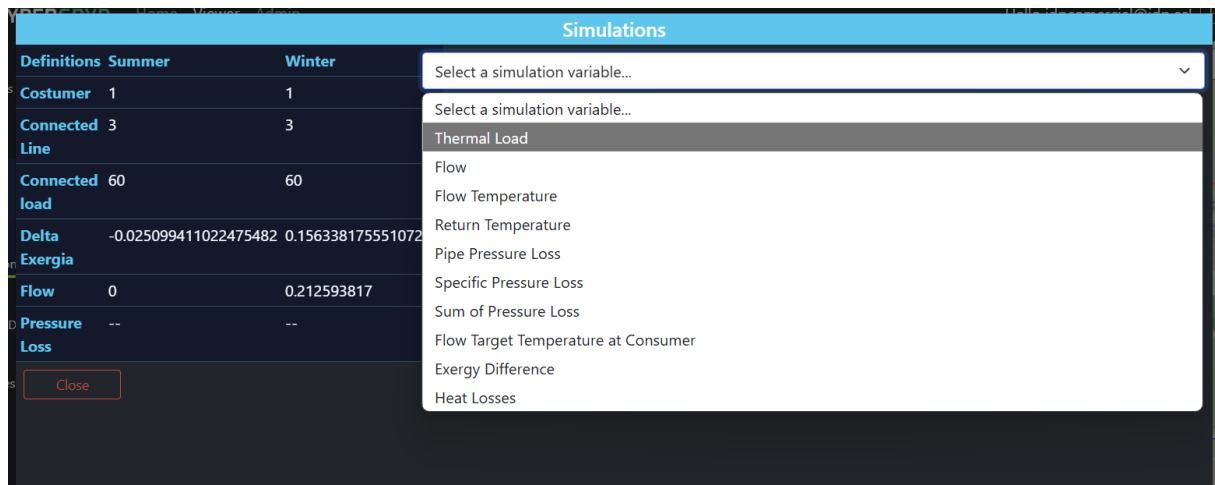 Home Viewer Admin
Simulations
Definitions Summer Winter
Costumer 1 1
Connected Line 3 3
Connected load 60 60
Delta Exergia -0.025099411022475482 0.156338175551072
Flow 0 0.212593817
Pressure Loss -- --
Close
Select a simulation variable...
Select a simulation variable...
Thermal Load
Flow
Flow Temperature
Return Temperature
Pipe Pressure Loss
Specific Pressure Loss
Sum of Pressure Loss
Flow Target Temperature at Consumer
Exergy Difference
Heat Losses